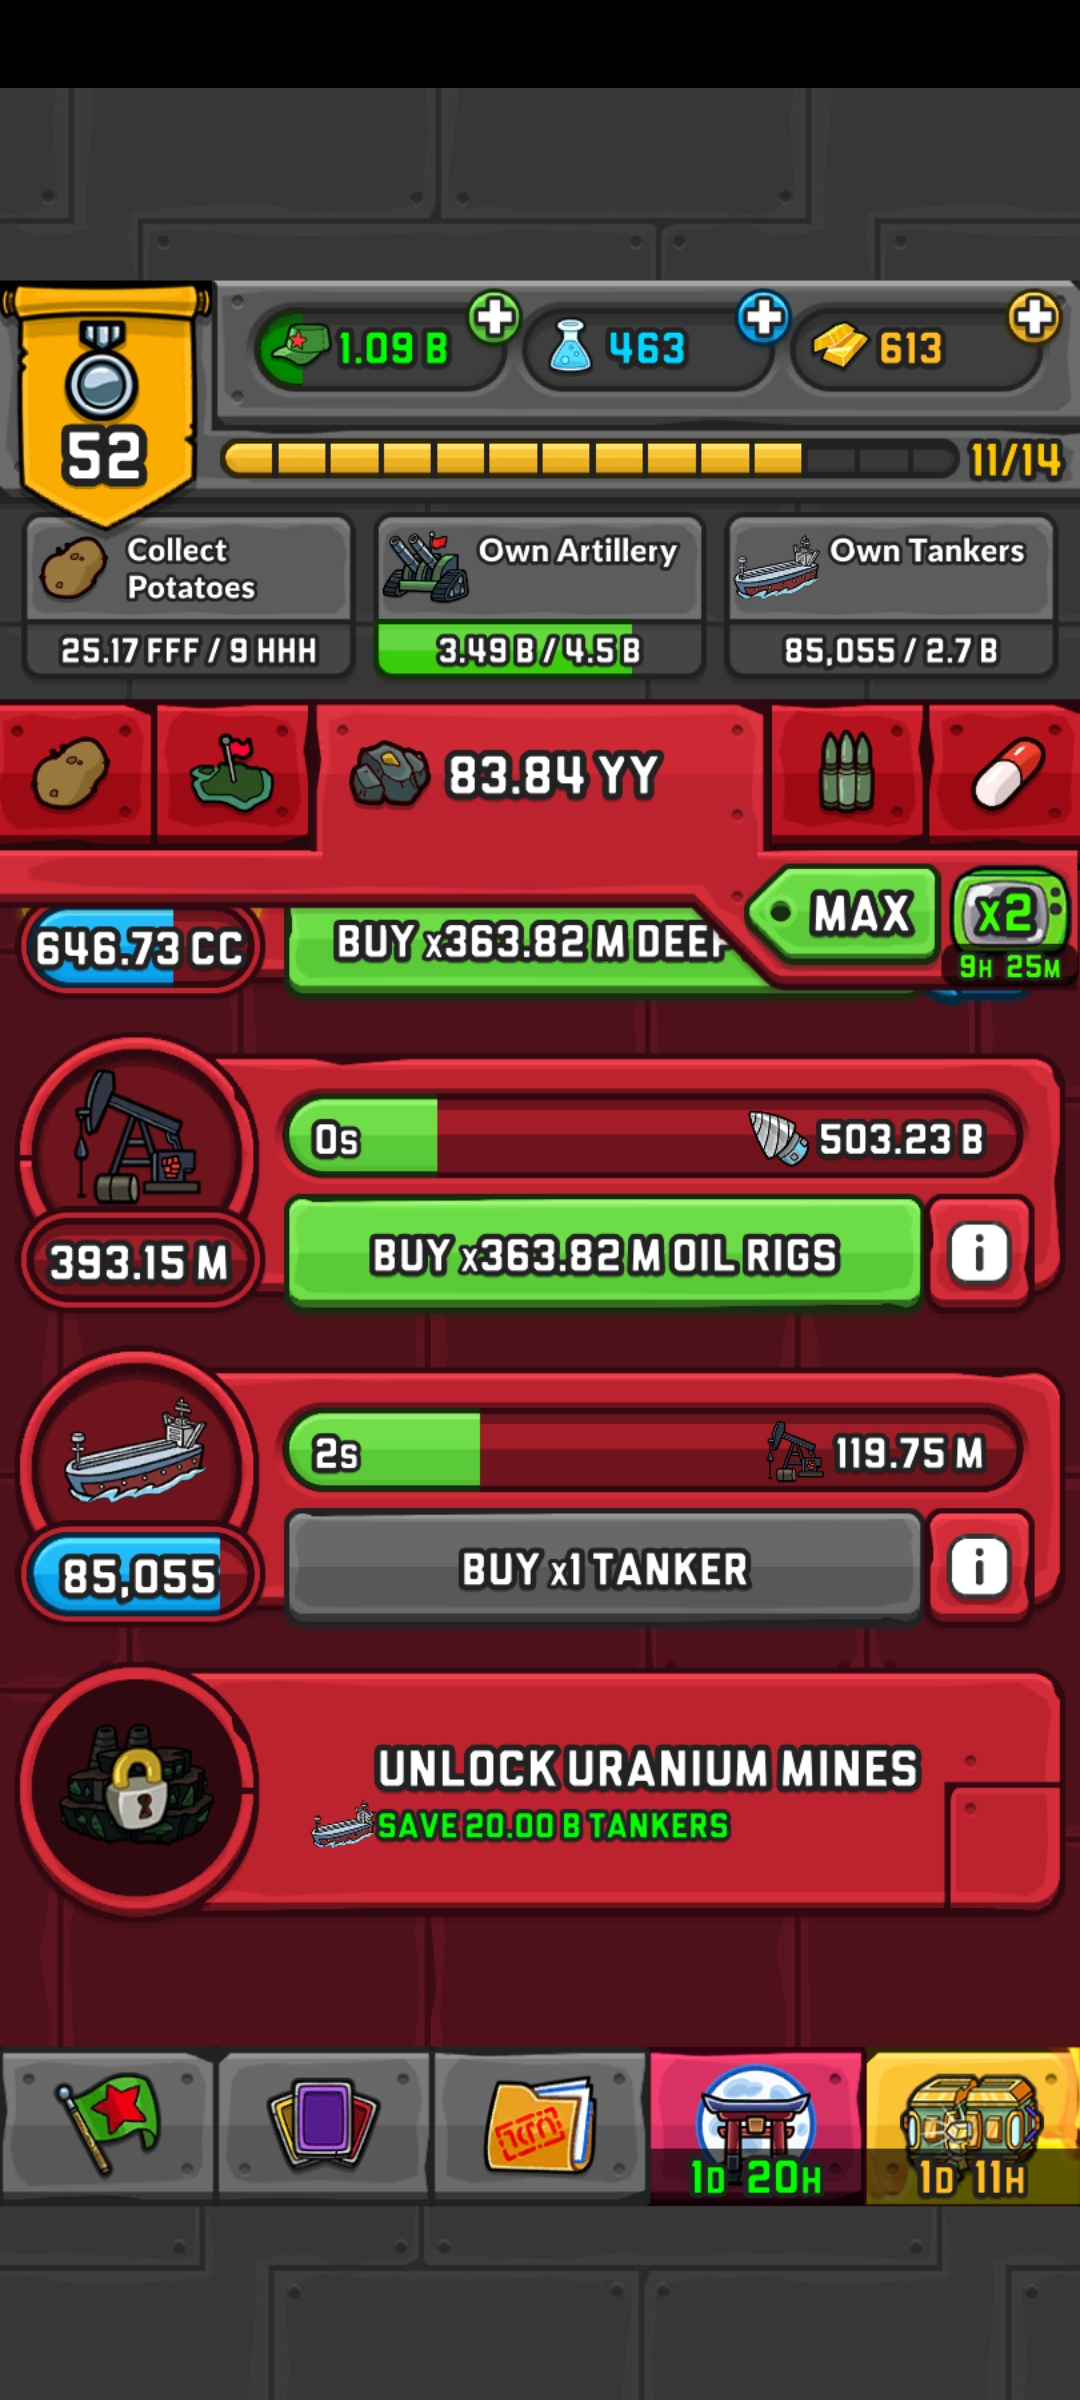 1.09 B
463
613
52
11/14
Collect
Potatoes
25.17 FFF / 9 HHH
Own Artillery
3.49 B / 4.5 B
Own Tankers
85,055 / 2.7 B
83.84 YY
MAX
x2
9H 25M
646.73 CC
BUY x363.82 M DEEP
0s
503.23 B
393.15 M
BUY x363.82 M OIL RIGS
i
2s
119.75 M
85,055
BUY x1 TANKER
i
UNLOCK URANIUM MINES
SAVE 20.00 B TANKERS
1D 20H
1D 11H